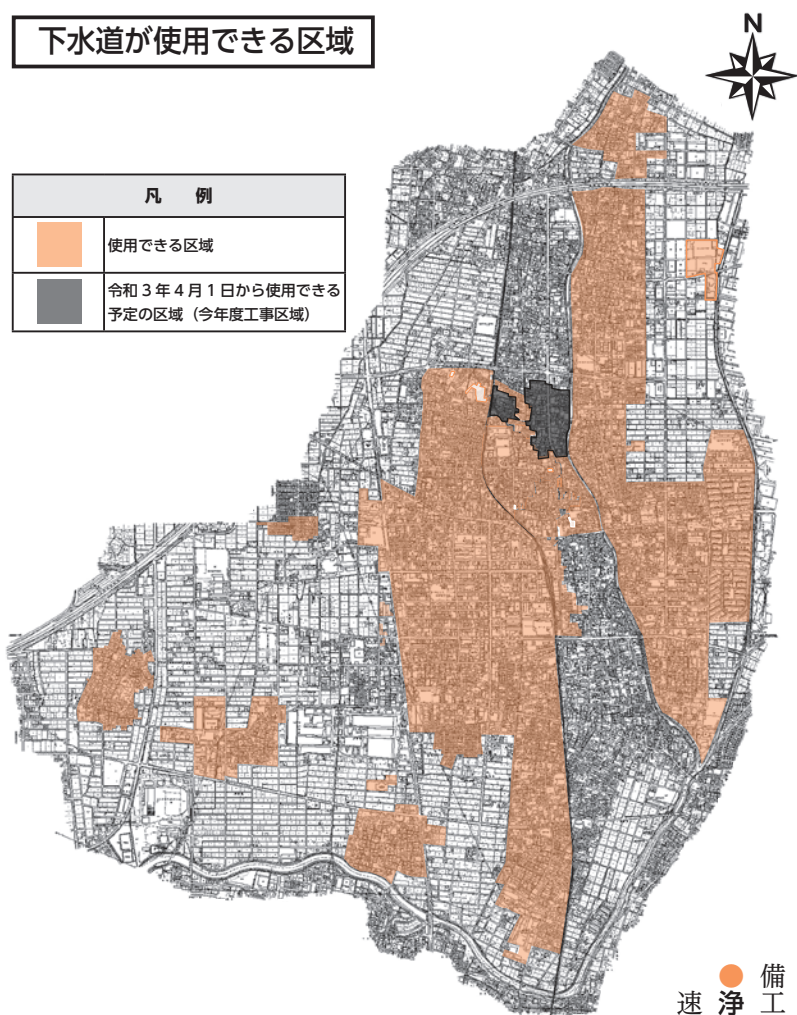 下水道が使用できる区域
N
凡　例
使用できる区域
令和３年４月１日から使用できる
予定の区域（今年度工事区域）
備工
●浄
速